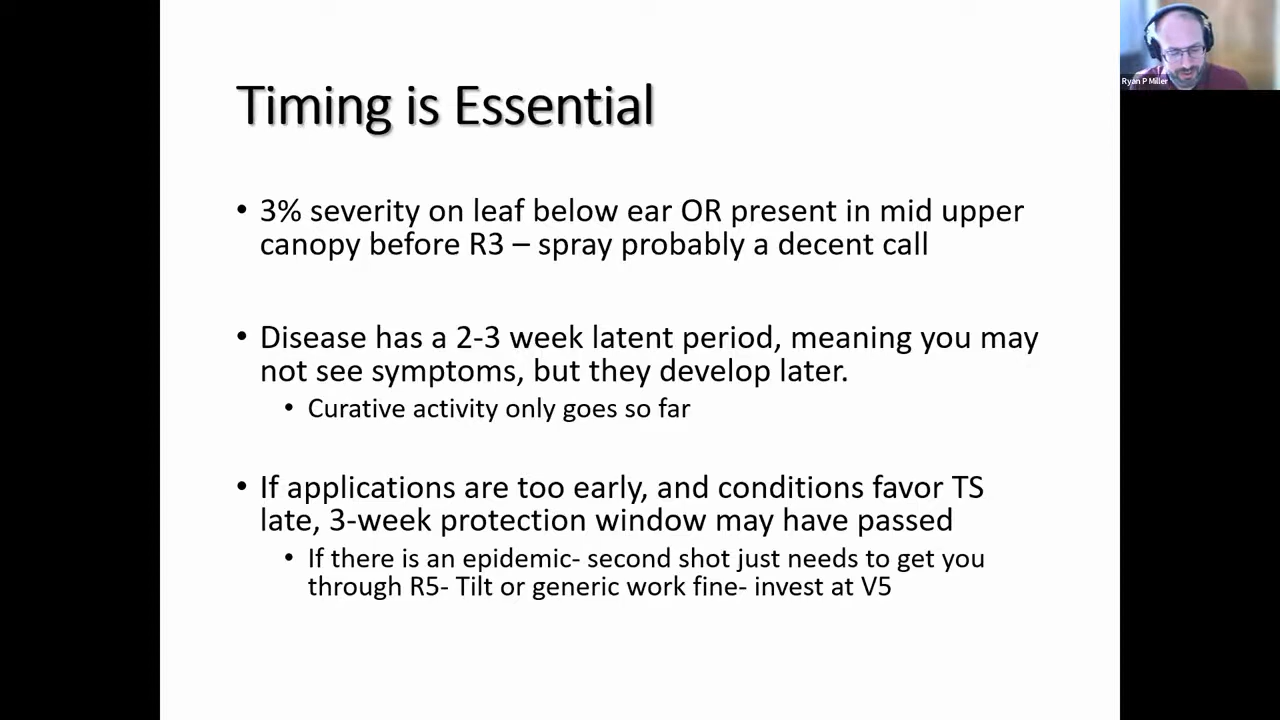 Timing is Essential
• 3% severity on leaf below ear OR present in mid upper
canopy before R3 – spray probably a decent call
• Disease has a 2-3 week latent period, meaning you may
not see symptoms, but they develop later.
• Curative activity only goes so far
• If applications are too early, and conditions favor TS
late, 3-week protection window may have passed
• If there is an epidemic- second shot just needs to get you
through R5- Tilt or generic work fine- invest at V5
Ryan P Miller